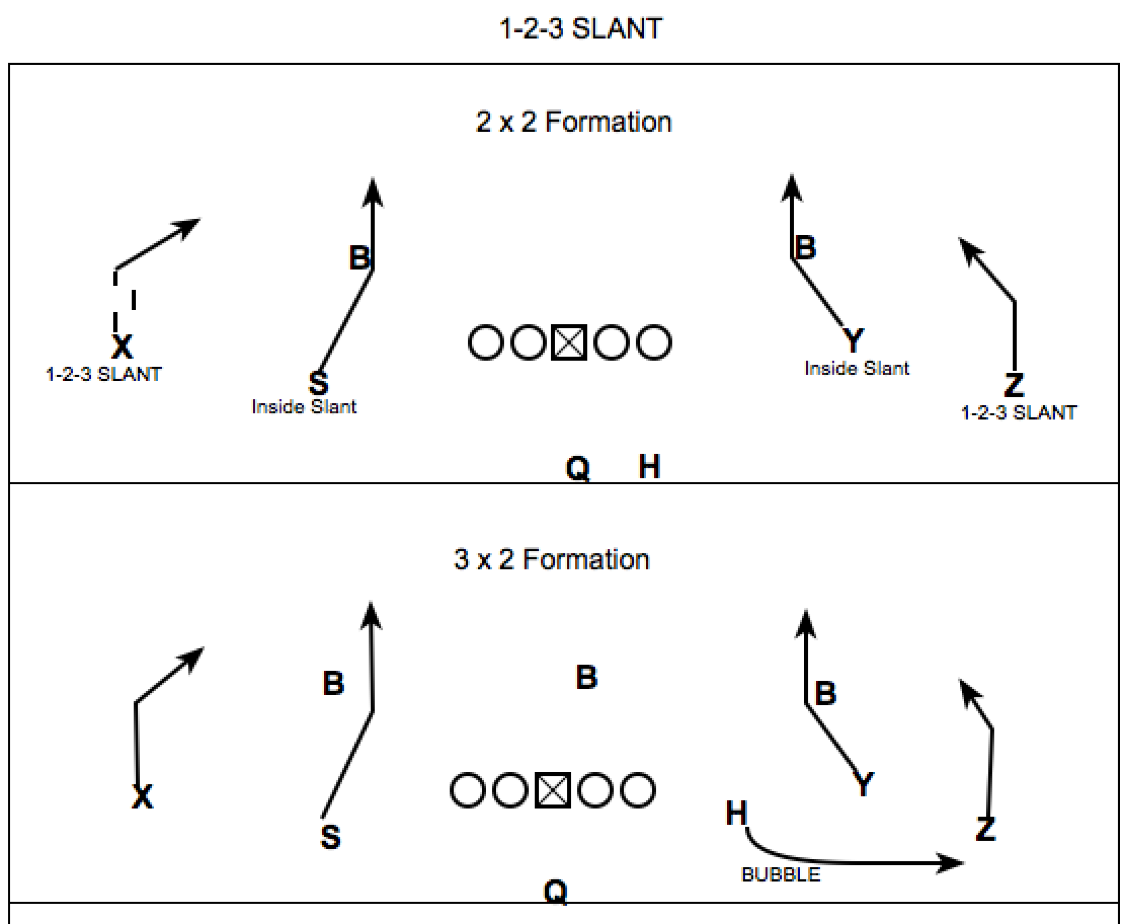 1-2-3 SLANT
2 x 2 Formation
B
B
X
1-2-3 SLANT
S
Inside Slant
Y
Inside Slant
Z
1-2-3 SLANT
Q H
3 x 2 Formation
B
B
B
X
S
Y
H
Z
BUBBLE
Q